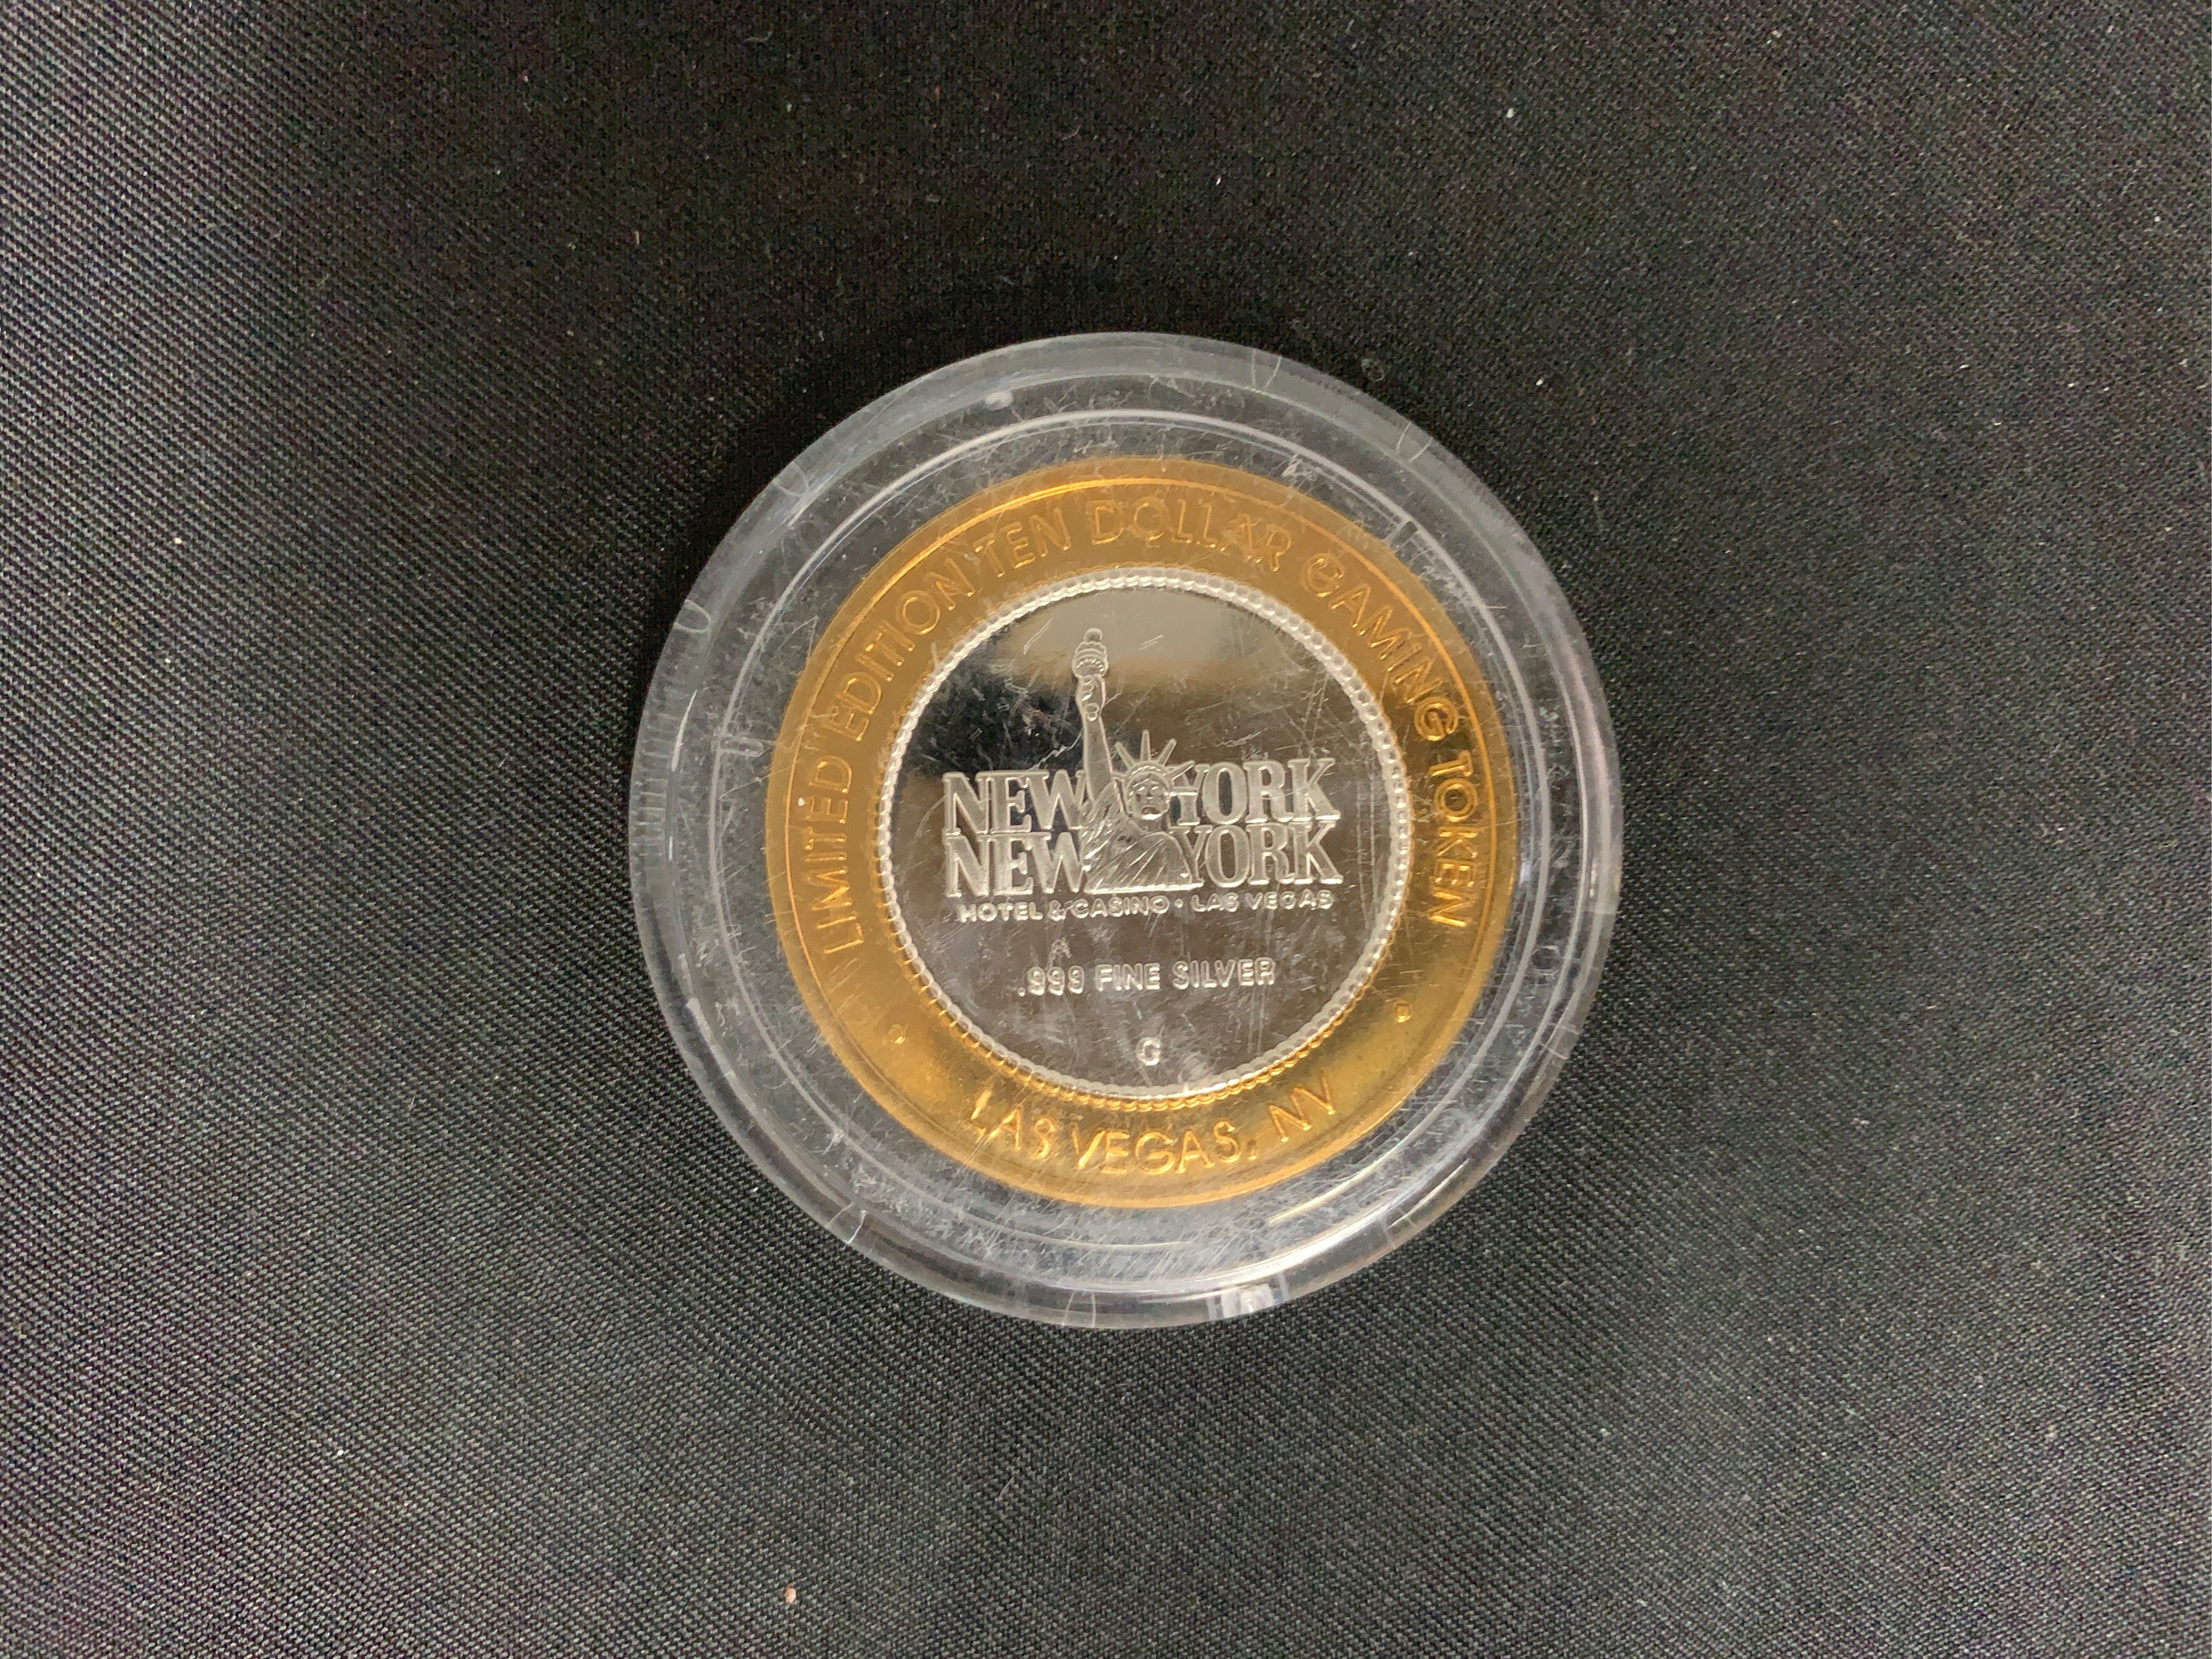 LIMITED EDITION TEN DOLLAR GAMING TOKEN
NEW YORK
NEW YORK
HOTEL & CASINO • LAS VEGAS
.999 FINE SILVER
G
LAS VEGAS, NV